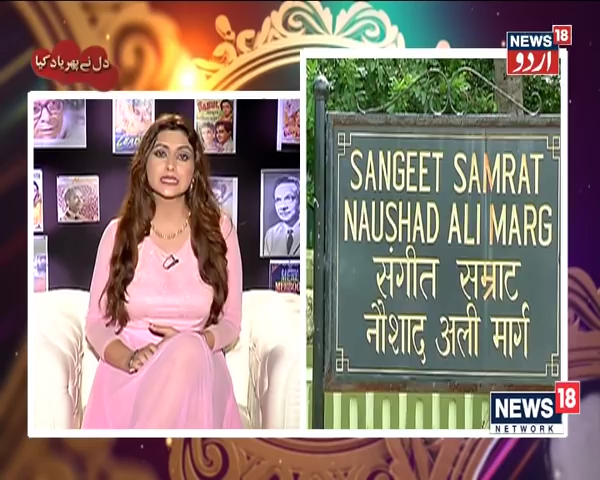 دل نے پھر یاد کیا
NEWS 18
اردو
SANGEET SAMRAT
NAUSHAD ALI MARG
संगीत सम्राट
नौशाद अली मार्ग
NEWS 18
NETWORK